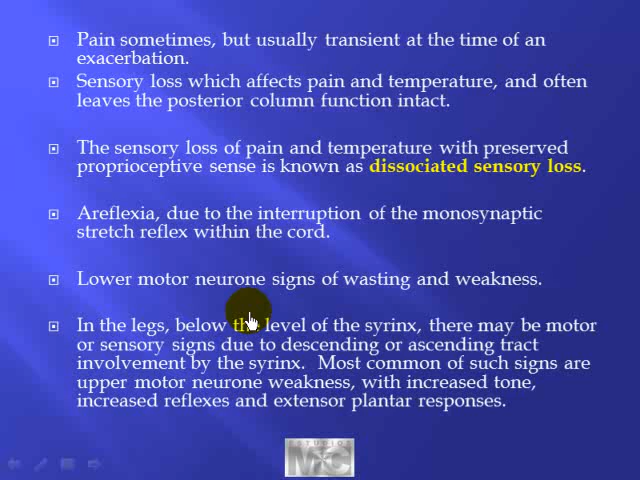 Pain sometimes, but usually transient at the time of an
exacerbation.
Sensory loss which affects pain and temperature, and often
leaves the posterior column function intact.
The sensory loss of pain and temperature with preserved
proprioceptive sense is known as dissociated sensory loss.
Areflexia, due to the interruption of the monosynaptic
stretch reflex within the cord.
Lower motor neurone signs of wasting and weakness.
In the legs, below the level of the syrinx, there may be motor
or sensory signs due to descending or ascending tract
involvement by the syrinx. Most common of such signs are
upper motor neurone weakness, with increased tone,
increased reflexes and extensor plantar responses.
ESTUDIOS
MC